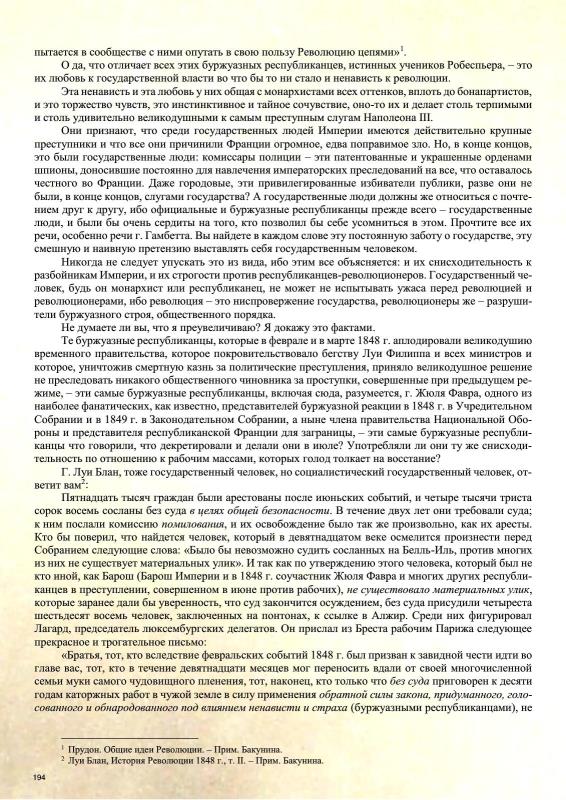 пытается в сообществе с ними опутать в свою пользу Революцию цепями»¹.
О да, что отличает всех этих буржуазных республиканцев, истинных учеников Робеспьера, – это
их любовь к государственной власти во что бы то ни стало и ненависть к революции.
Эта ненависть и эта любовь у них общая с монархистами всех оттенков, вплоть до бонапартистов,
и это торжество чувств, это инстинктивное и тайное сочувствие, оно-то их и делает столь терпимыми
и столь удивительно великодушными к самым преступным слугам Наполеона III.
Они признают, что среди государственных людей Империи имеются действительно крупные
преступники и что все они причинили Франции огромное, едва поправимое зло. Но, в конце концов,
это были государственные люди: комиссары полиции – эти патентованные и украшенные орденами
шпионы, доносившие постоянно для навлечения императорских преследований на все, что оставалось
честного во Франции. Даже городовые, эти привилегированные избиватели публики, разве они не
были, в конце концов, слугами государства? А государственные люди должны же относиться с почте-
нием друг к другу, ибо официальные и буржуазные республиканцы прежде всего – государственные
люди, и были бы очень сердиты на того, кто позволил бы себе усомниться в этом. Прочтите все их
речи, особенно речи г. Гамбетта. Вы найдете в каждом слове эту постоянную заботу о государстве, эту
смешную и наивную претензию выставлять себя государственным человеком.
Никогда не следует упускать это из вида, ибо этим все объясняется: и их снисходительность к
разбойникам Империи, и их строгости против республиканцев-революционеров. Государственный че-
ловек, будь он монархист или республиканец, не может не испытывать ужаса перед революцией и
революционерами, ибо революция – это ниспровержение государства, революционеры же – разруши-
тели буржуазного строя, общественного порядка.
Не думаете ли вы, что я преувеличиваю? Я докажу это фактами.
Те буржуазные республиканцы, которые в феврале и в марте 1848 г. аплодировали великодушию
временного правительства, которое покровительствовало бегству Луи Филиппа и всех министров и
которое, уничтожив смертную казнь за политические преступления, приняло великодушное решение
не преследовать никакого общественного чиновника за проступки, совершенные при предыдущем ре-
жиме, – эти самые буржуазные республиканцы, включая сюда, разумеется, г. Жюля Фавра, одного из
наиболее фанатических, как известно, представителей буржуазной реакции в 1848 г. в Учредительном
Собрании и в 1849 г. в Законодательном Собрании, а ныне члена правительства Национальной Обо-
роны и представителя республиканской Франции для заграницы, – эти самые буржуазные республи-
канцы что говорили, что декретировали и делали они в июле? Употребляли ли они ту же снисхо-
дительность по отношению к рабочим массам, которых голод толкает на восстание?
Г. Луи Блан, тоже государственный человек, но социалистический государственный человек, от-
ветит вам²:
Пятнадцать тысяч граждан были арестованы после июньских событий, и четыре тысячи триста
сорок восемь сосланы без суда в целях общей безопасности. В течение двух лет они требовали суда;
к ним послали комиссию помилования, и их освобождение было так же произвольно, как их аресты.
Кто бы поверил, что найдется человек, который в девятнадцатом веке осмелится произнести перед
Собранием следующие слова: «Было бы невозможно судить сосланных на Белль-Иль, против многих
из них не существует материальных улик». И так как по утверждению этого человека, который был не
кто иной, как Барош (Барош Империи и в 1848 г. соучастник Жюля Фавра и многих других республи-
канцев в преступлении, совершенном в июне против рабочих), не существовало материальных улик,
которые заранее дали бы уверенность, что суд закончится осуждением, без суда присудили четыреста
шестьдесят восемь человек, заключенных на понтонах, к ссылке в Алжир. Среди них фигурировал
Лагард, председатель люксембургских делегатов. Он прислал из Бреста рабочим Парижа следующее
прекрасное и трогательное письмо:
«Братья, тот, кто вследствие февральских событий 1848 г. был призван к завидной чести идти во
главе вас, тот, кто в течение девятнадцати месяцев мог переносить вдали от своей многочисленной
семьи муки самого чудовищного пленения, тот, наконец, кто только что без суда приговорен к десяти
годам каторжных работ в чужой земле в силу применения обратной силы закона, придуманного, голо-
сованного и обнародованного под влиянием ненависти и страха (буржуазными республиканцами), не
¹ Прудон. Общие идеи Революции. – Прим. Бакунина.
² Луи Блан, История Революции 1848 г., т. II. – Прим. Бакунина.
194